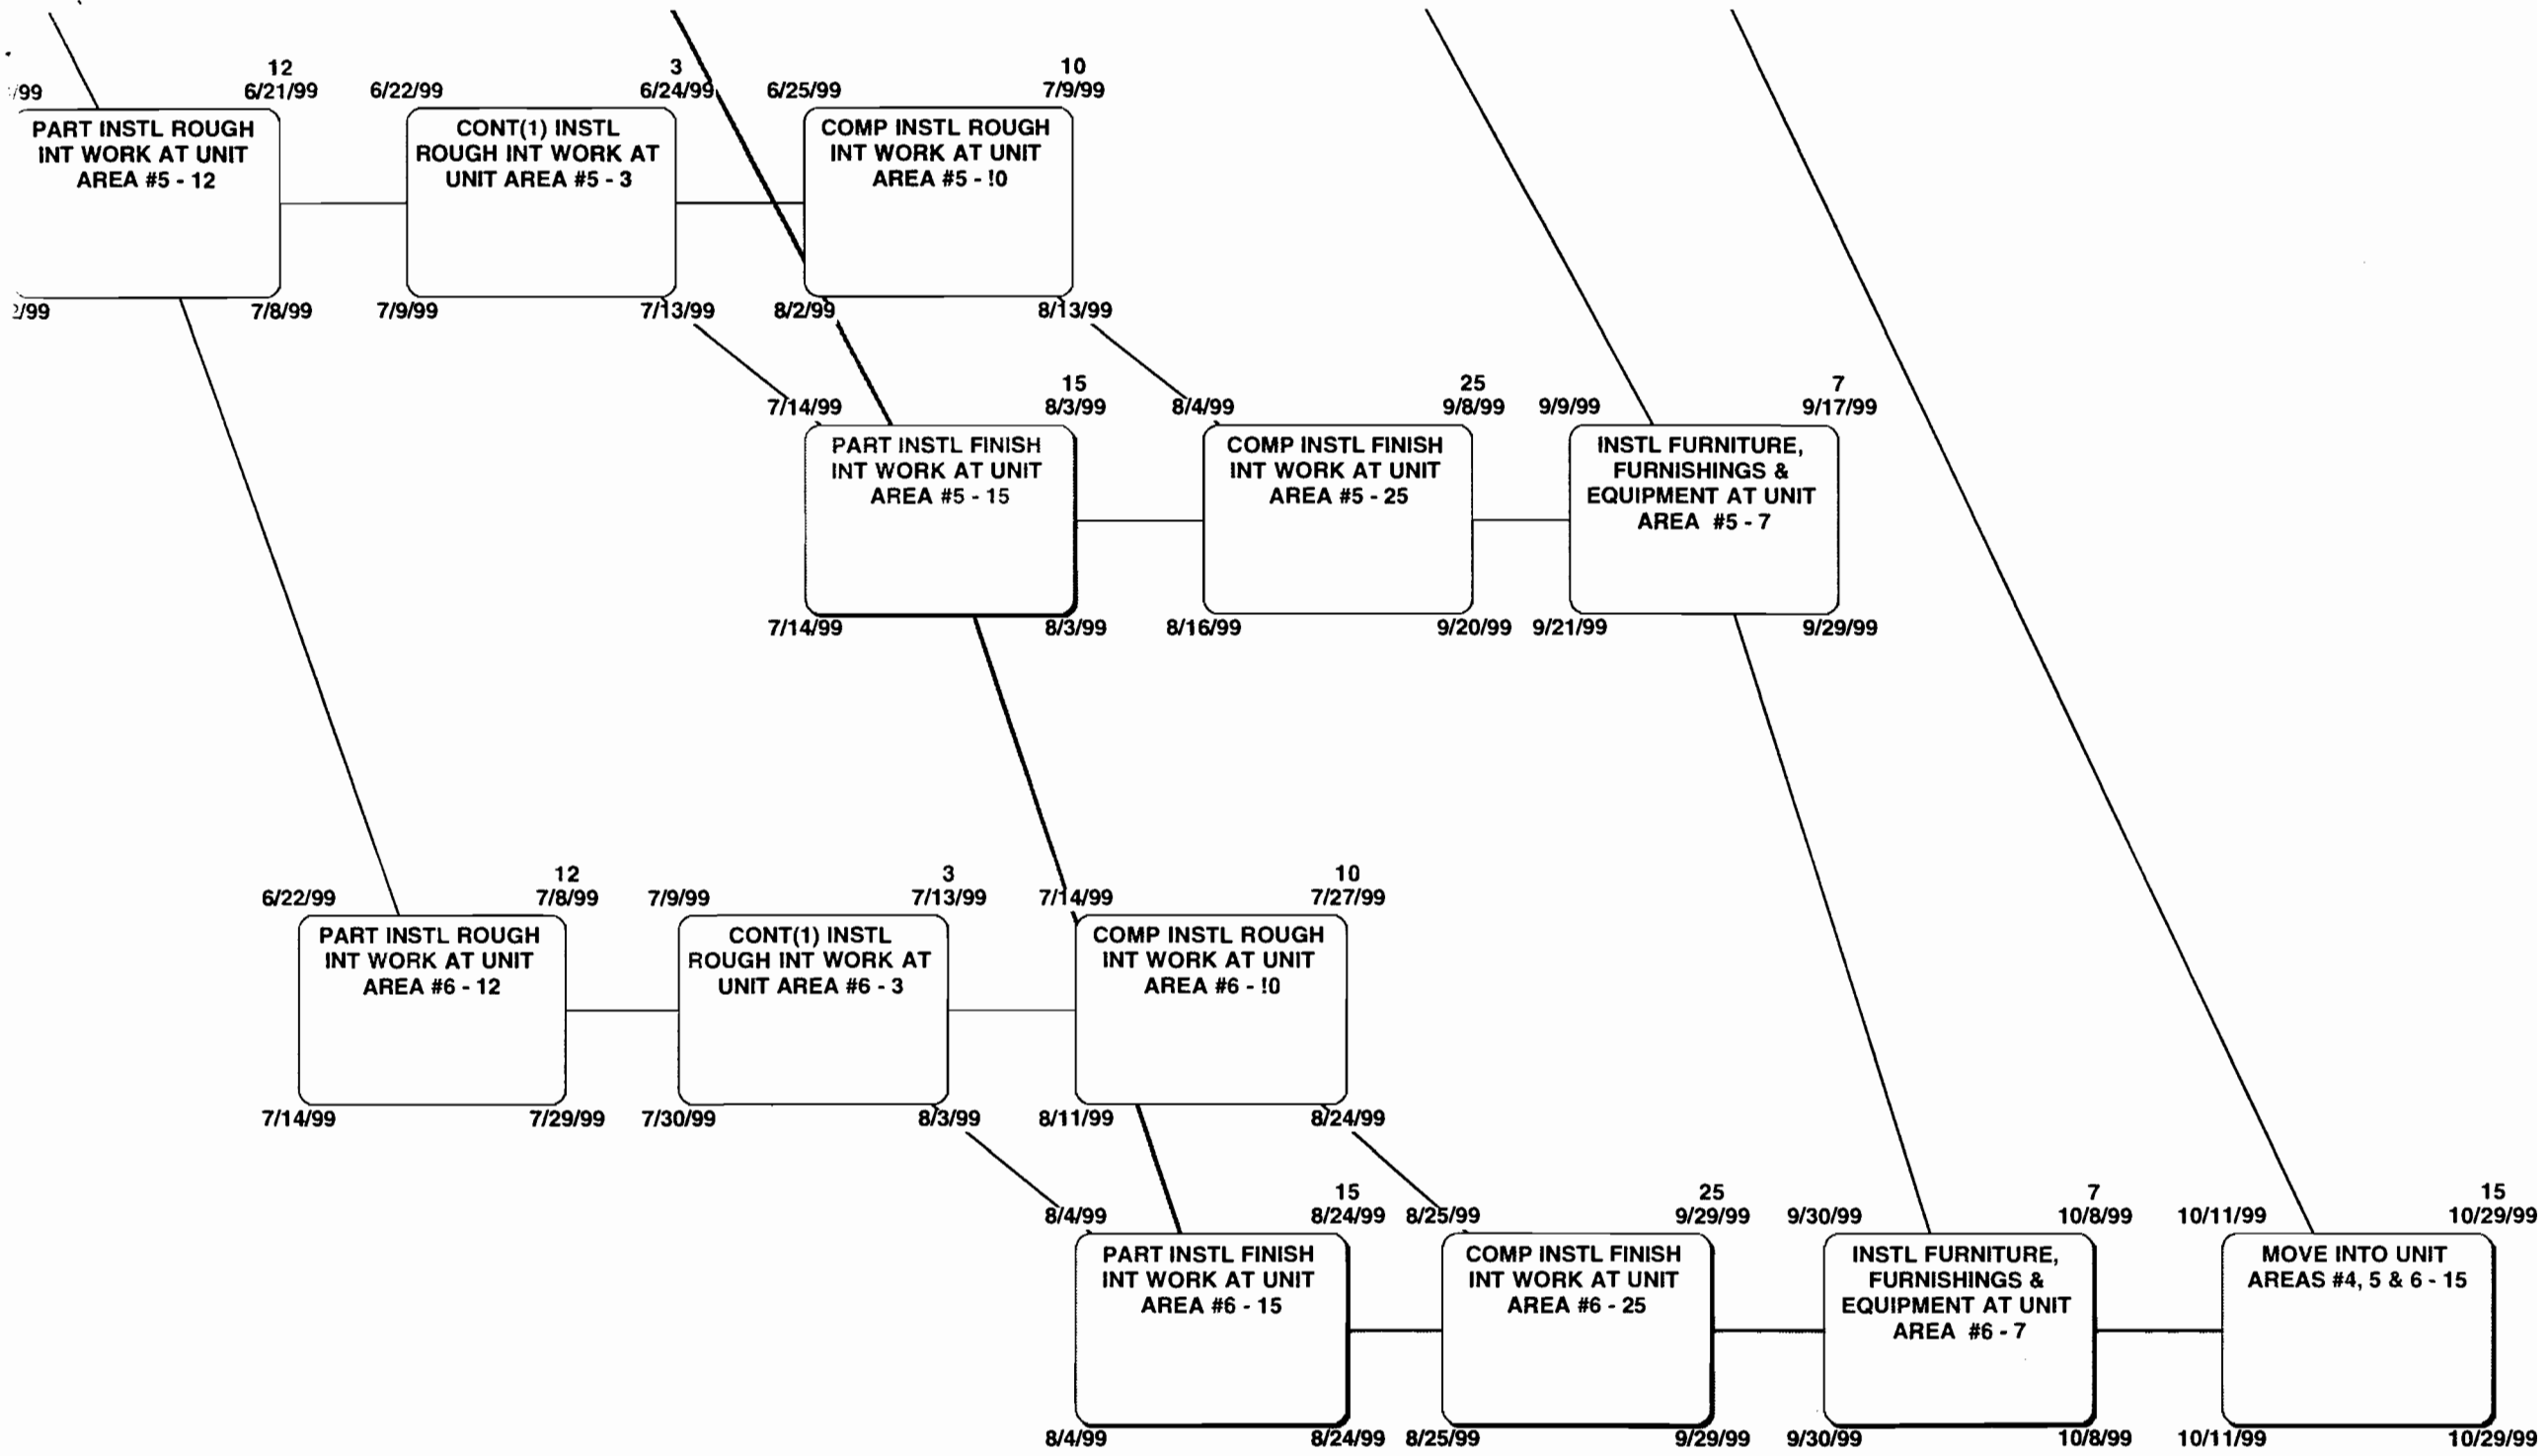 12
3
10
/99
6/21/99
6/22/99
6/24/99
6/25/99
7/9/99
PART INSTL ROUGH
INT WORK AT UNIT
AREA #5 - 12
CONT(1) INSTL
ROUGH INT WORK AT
UNIT AREA #5 - 3
COMP INSTL ROUGH
INT WORK AT UNIT
AREA #5 - !0
2/99
7/8/99
7/9/99
7/13/99
8/2/99
8/13/99
15
25
7
7/14/99
8/3/99
8/4/99
9/8/99
9/9/99
9/17/99
PART INSTL FINISH
INT WORK AT UNIT
AREA #5 - 15
COMP INSTL FINISH
INT WORK AT UNIT
AREA #5 - 25
INSTL FURNITURE,
FURNISHINGS &
EQUIPMENT AT UNIT
AREA #5 - 7
7/14/99
8/3/99
8/16/99
9/20/99
9/21/99
9/29/99
12
3
10
6/22/99
7/8/99
7/9/99
7/13/99
7/14/99
7/27/99
PART INSTL ROUGH
INT WORK AT UNIT
AREA #6 - 12
CONT(1) INSTL
ROUGH INT WORK AT
UNIT AREA #6 - 3
COMP INSTL ROUGH
INT WORK AT UNIT
AREA #6 - !0
7/14/99
7/29/99
7/30/99
8/3/99
8/11/99
8/24/99
15
25
7
15
8/4/99
8/24/99
8/25/99
9/29/99
9/30/99
10/8/99
10/11/99
10/29/99
PART INSTL FINISH
INT WORK AT UNIT
AREA #6 - 15
COMP INSTL FINISH
INT WORK AT UNIT
AREA #6 - 25
INSTL FURNITURE,
FURNISHINGS &
EQUIPMENT AT UNIT
AREA #6 - 7
MOVE INTO UNIT
AREAS #4, 5 & 6 - 15
8/4/99
8/24/99
8/25/99
9/29/99
9/30/99
10/8/99
10/11/99
10/29/99